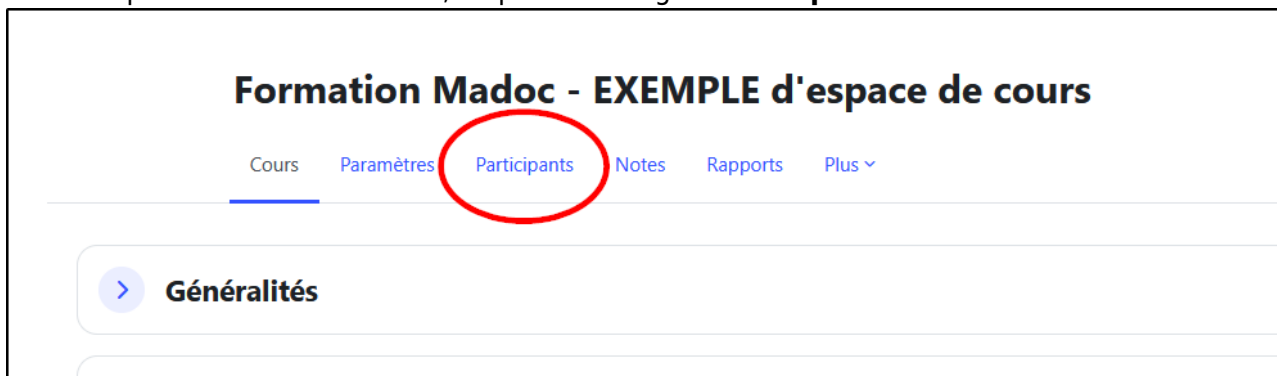 Formation Madoc - EXEMPLE d'espace de cours
Cours Paramètres Participants Notes Rapports Plus
Généralités